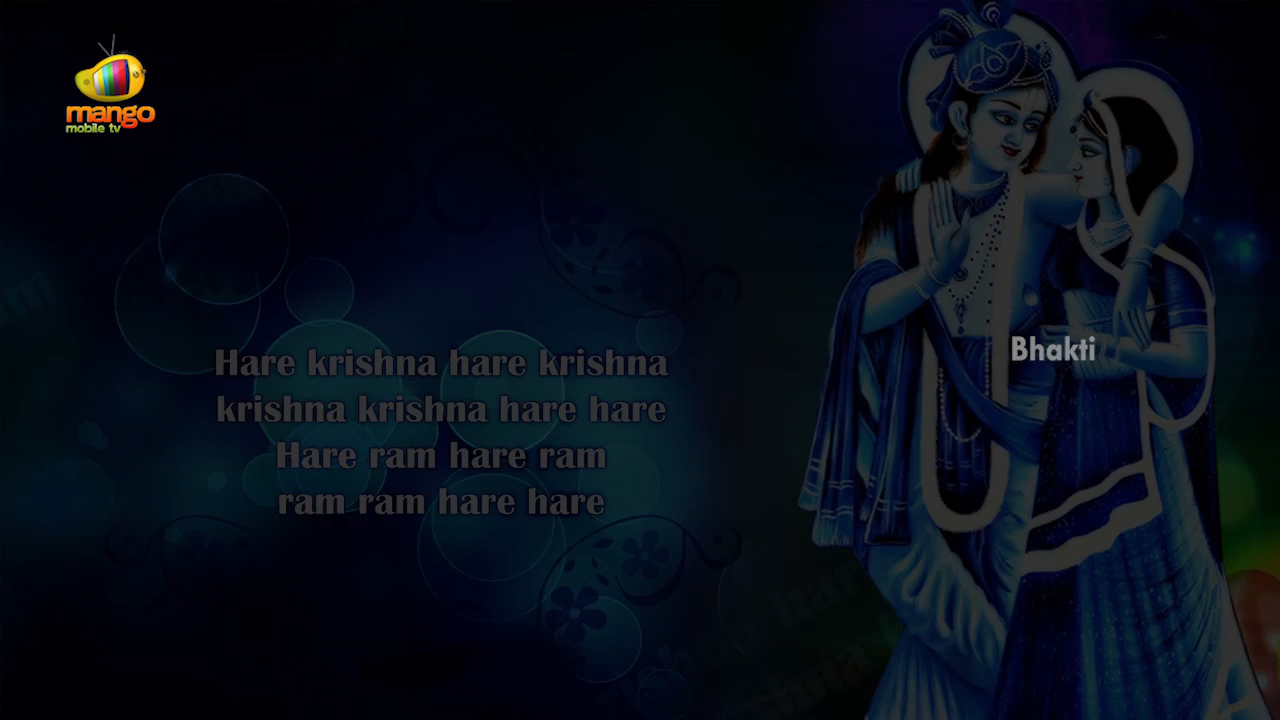 mango
mobile tv
Hare krishna hare krishna
krishna krishna hare hare
Hare ram hare ram
ram ram hare hare
Bhakti